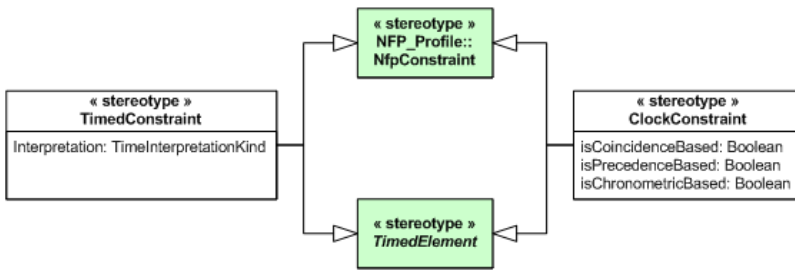 « stereotype »
NFP_Profile::
NfpConstraint
« stereotype »
TimedConstraint
Interpretation: TimeInterpretationKind
« stereotype »
ClockConstraint
isCoincidenceBased: Boolean
isPrecedenceBased: Boolean
isChronometricBased: Boolean
« stereotype »
TimedElement